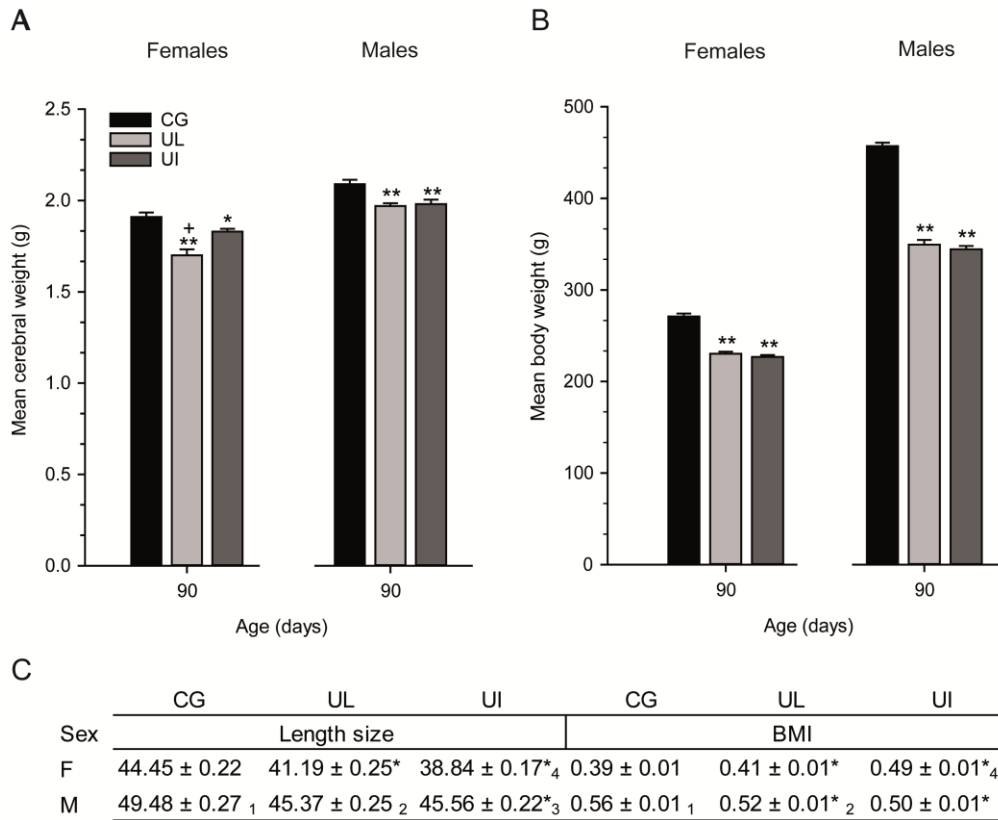 A
Females Males
2.5
2.0
1.5
1.0
0.5
0.0
Mean cerebral weight (g)
CG
UL
UI
+
**
*
** **
90 90
Age (days)
B
Females Males
500
400
300
200
100
0
Mean body weight (g)
** **
** **
90 90
Age (days)
C
CG UL UI CG UL UI
Sex Length size BMI
F 44.45 ± 0.22 41.19 ± 0.25* 38.84 ± 0.17*4 0.39 ± 0.01 0.41 ± 0.01* 0.49 ± 0.01*4
M 49.48 ± 0.27 1 45.37 ± 0.25 2 45.56 ± 0.22*3 0.56 ± 0.01 1 0.52 ± 0.01* 2 0.50 ± 0.01*